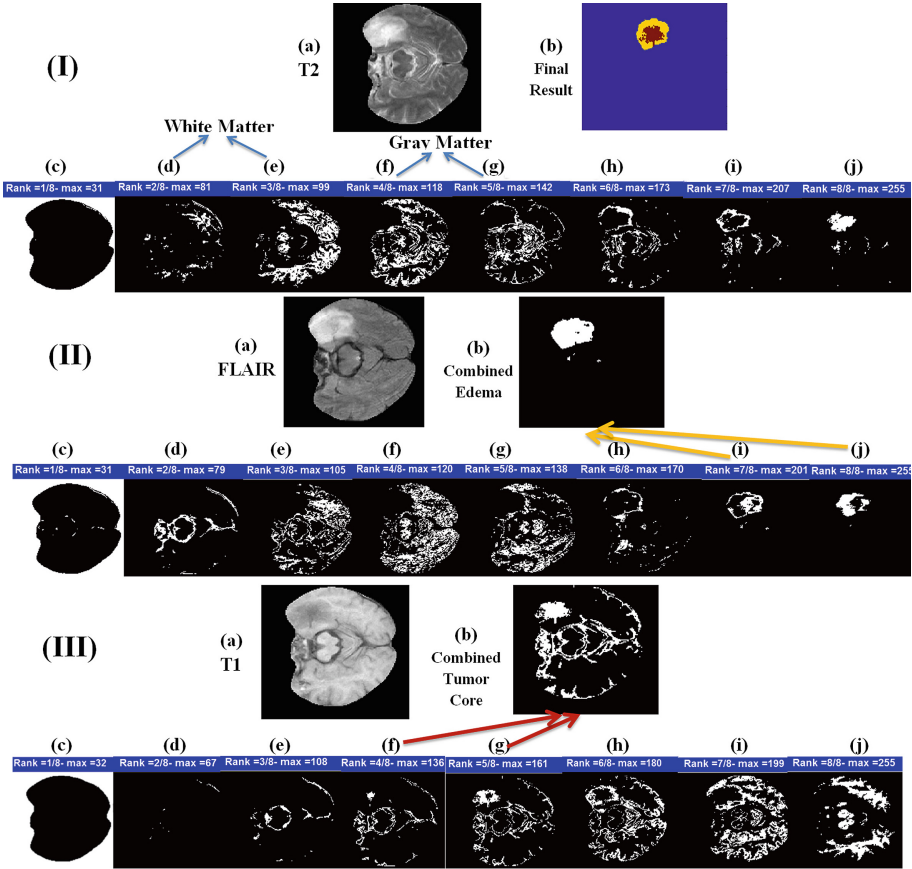 (I)
(a)
T2
(b)
Final
Result
White Matter
Grav Matter
(c) (d) (e) (f) (g) (h) (i) (j)
Rank =1/8- max =31 Rank =2/8- max =81 Rank =3/8- max =99 Rank =4/8- max =118 Rank =5/8- max =142 Rank =6/8- max =173 Rank =7/8- max =207 Rank =8/8- max =255
(II)
(a)
FLAIR
(b)
Combined
Edema
(c) (d) (e) (f) (g) (h) (i) (j)
Rank =1/8- max =31 Rank =2/8- max =79 Rank =3/8- max =105 Rank =4/8- max =120 Rank =5/8- max =138 Rank =6/8- max =170 Rank =7/8- max =201 Rank =8/8- max =255
(III)
(a)
T1
(b)
Combined
Tumor
Core
(c) (d) (e) (f) (g) (h) (i) (j)
Rank =1/8- max =32 Rank =2/8- max =67 Rank =3/8- max =108 Rank =4/8- max =136 Rank =5/8- max =161 Rank =6/8- max =180 Rank =7/8- max =199 Rank =8/8- max =255